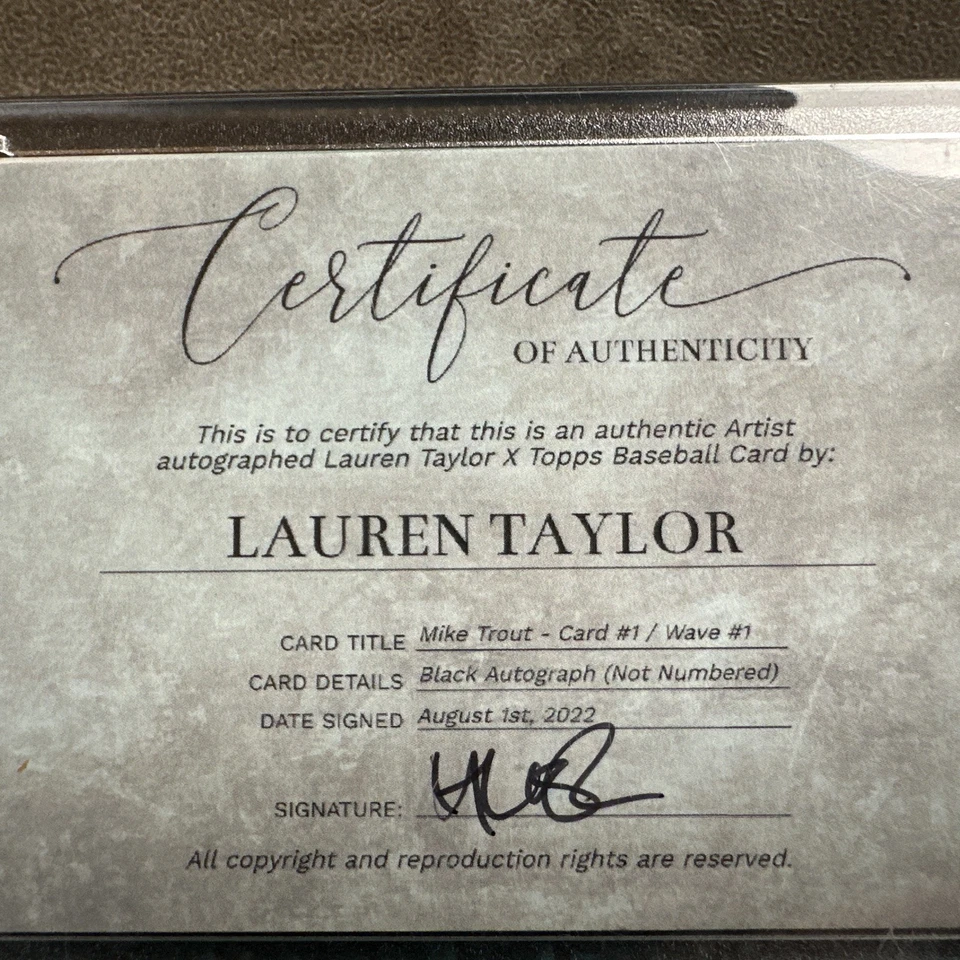 Certificate
OF AUTHENTICITY
This is to certify that this is an authentic Artist
autographed Lauren Taylor X Topps Baseball Card by:
LAUREN TAYLOR
CARD TITLE Mike Trout - Card #1 / Wave #1
CARD DETAILS Black Autograph (Not Numbered)
DATE SIGNED August 1st, 2022
SIGNATURE:
All copyright and reproduction rights are reserved.